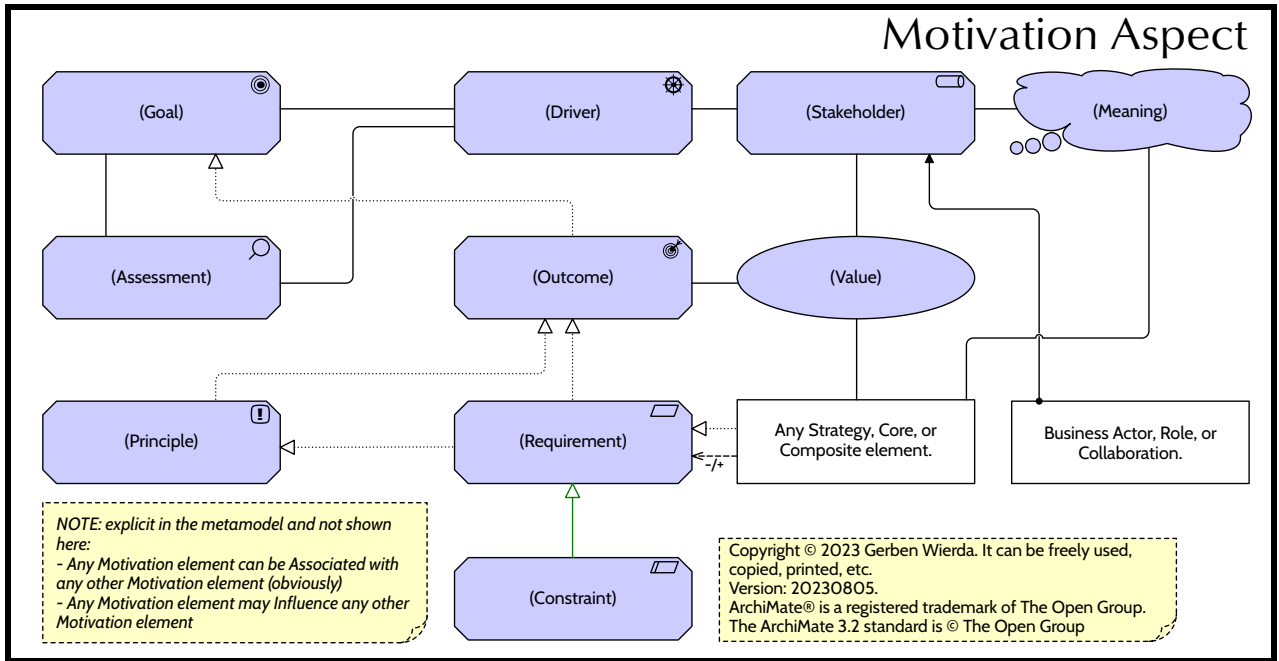 Motivation Aspect
(Goal)
(Driver)
(Stakeholder)
(Meaning)
(Assessment)
(Outcome)
(Value)
(Principle)
(Requirement)
Any Strategy, Core, or
Composite element.
Business Actor, Role, or
Collaboration.
-/+
NOTE: explicit in the metamodel and not shown
here:
- Any Motivation element can be Associated with
any other Motivation element (obviously)
- Any Motivation element may Influence any other
Motivation element
(Constraint)
Copyright © 2023 Gerben Wierda. It can be freely used,
copied, printed, etc.
Version: 20230805.
ArchiMate® is a registered trademark of The Open Group.
The ArchiMate 3.2 standard is © The Open Group